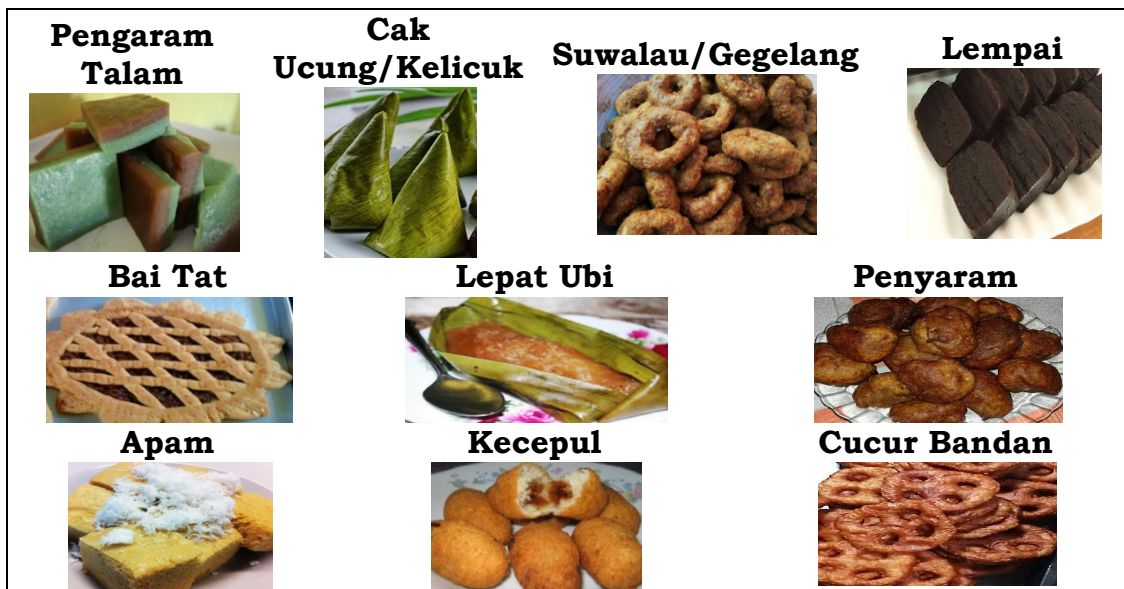 Pengaram
Talam
Cak
Ucung/Kelicuk
Suwalau/Gegelang
Lempai
Bai Tat
Lepat Ubi
Penyaram
Apam
Kecepul
Cucur Bandan